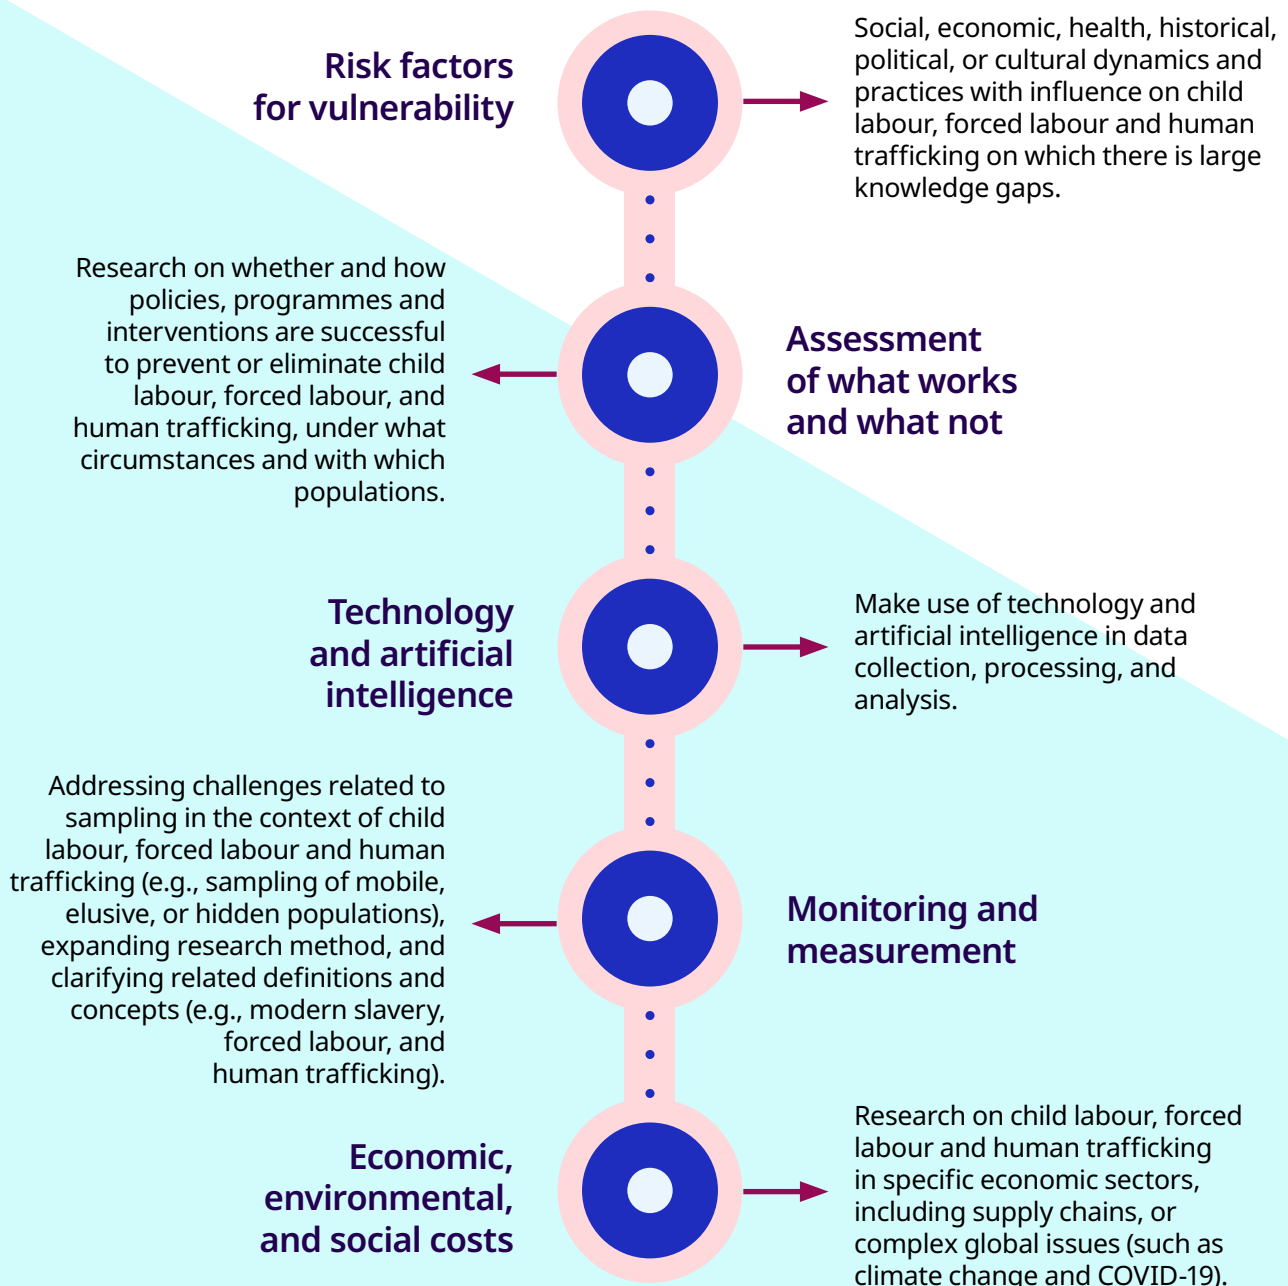 Risk factors
for vulnerability
Social, economic, health, historical,
political, or cultural dynamics and
practices with influence on child
labour, forced labour and human
trafficking on which there is large
knowledge gaps.
Assessment
of what works
and what not
Research on whether and how
policies, programmes and
interventions are successful
to prevent or eliminate child
labour, forced labour, and
human trafficking, under what
circumstances and with which
populations.
Technology
and artificial
intelligence
Make use of technology and
artificial intelligence in data
collection, processing, and
analysis.
Monitoring and
measurement
Addressing challenges related to
sampling in the context of child
labour, forced labour and human
trafficking (e.g., sampling of mobile,
elusive, or hidden populations),
expanding research method, and
clarifying related definitions and
concepts (e.g., modern slavery,
forced labour, and
human trafficking).
Economic,
environmental,
and social costs
Research on child labour, forced
labour and human trafficking
in specific economic sectors,
including supply chains, or
complex global issues (such as
climate change and COVID-19).